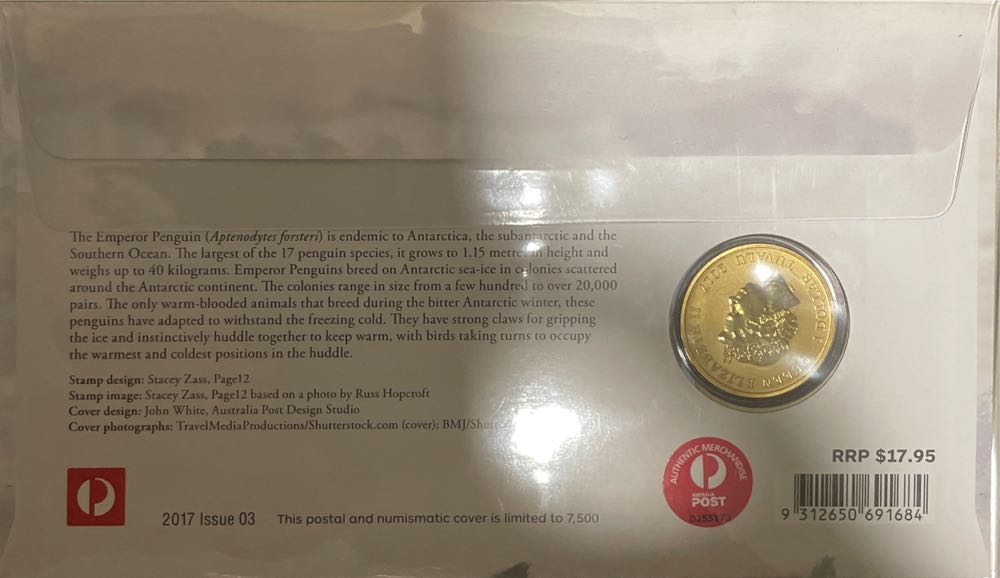 The Emperor Penguin (Aptenodytes forsteri) is endemic to Antarctica, the subantarctic and the
Southern Ocean. The largest of the 17 penguin species, it grows to 1.15 metres in height and
weighs up to 40 kilograms. Emperor Penguins breed on Antarctic sea-ice in colonies scattered
around the Antarctic continent. The colonies range in size from a few hundred to over 20,000
pairs. The only warm-blooded animals that breed during the bitter Antarctic winter, these
penguins have adapted to withstand the freezing cold. They have strong claws for gripping
the ice and instinctively huddle together to keep warm, with birds taking turns to occupy
the warmest and coldest positions in the huddle.
Stamp design: Stacey Zass, Page12
Stamp image: Stacey Zass, Page12 based on a photo by Russ Hopcroft
Cover design: John White, Australia Post Design Studio
Cover photographs: TravelMediaProductions/Shutterstock.com (cover); BMJ/Shutt
QUEEN ELIZABETH II TUVALU 2017 1 DOLLAR
AUTHENTIC MERCHANDISE
AUSTRALIA
POST
RRP $17.95
9 312650 691684
2017 Issue 03
This postal and numismatic cover is limited to 7,500